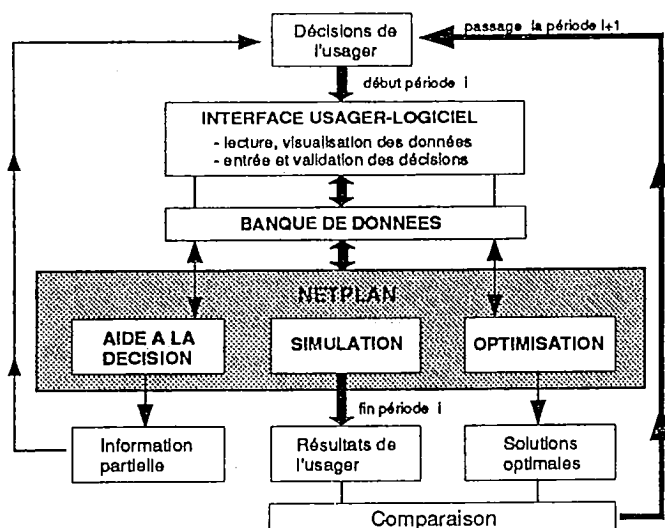 Décisions de
l'usager
passage la période i+1
début période i
INTERFACE USAGER-LOGICIEL
- lecture, visualisation des données
- entrée et validation des décisions
BANQUE DE DONNEES
NETPLAN
AIDE A LA
DECISION
SIMULATION
OPTIMISATION
fin période i
Information
partielle
Résultats de
l'usager
Solutions
optimales
Comparaison